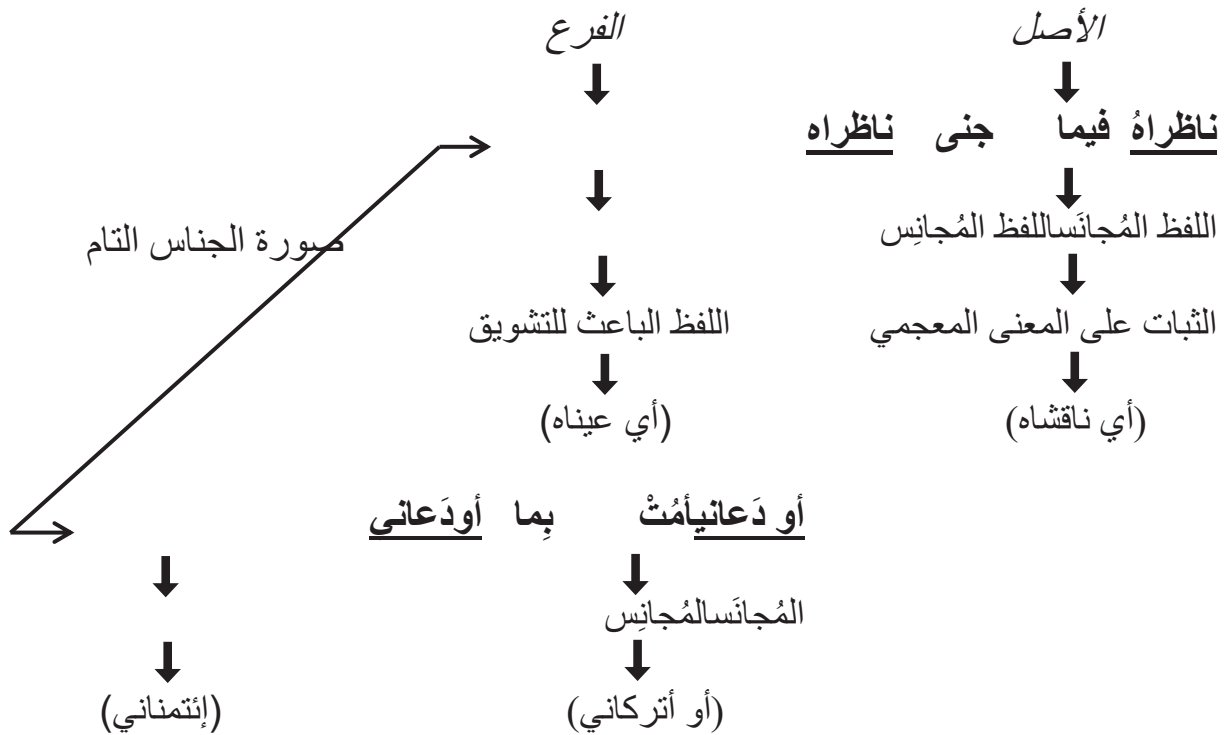 الأصل الفرع
ناظراهُ فيما جنى ناظراه
صورة الجناس التام
اللفظ المُجانَساللفظ المُجانِس
الثبات على المعنى المعجمي اللفظ الباعث للتشويق
(أي ناقشاه) (أي عيناه)
أو دَعانيأمُتْ بِما أودَعاني
المُجانَسالمُجانِس
(أو أتركاني) (إئتمناني)